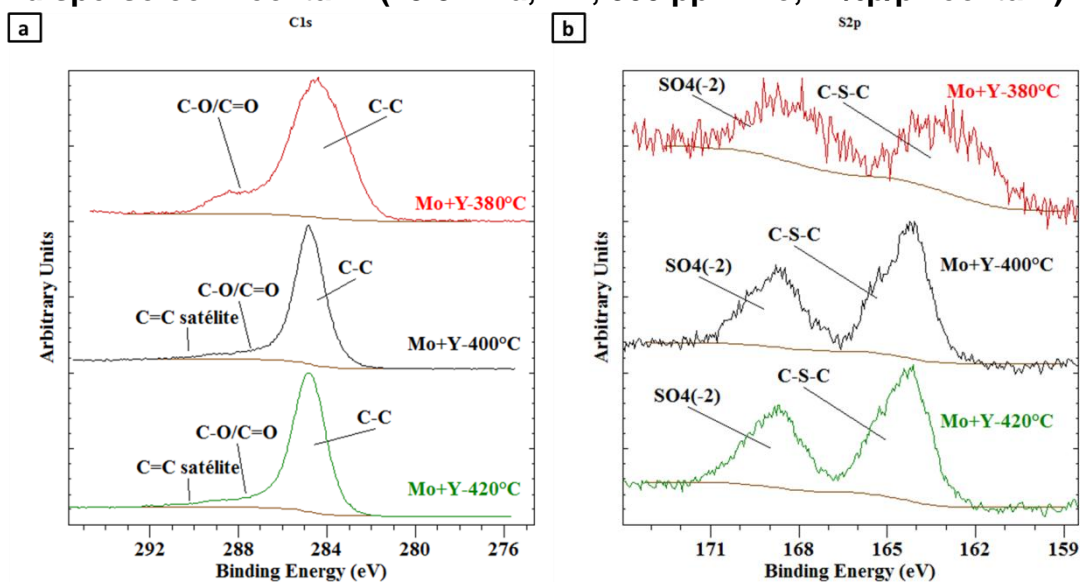 a
C1s
C-O/C=O
C-C
Mo+Y-380°C
C-O/C=O
C-C
C=C satélite
Mo+Y-400°C
C-O/C=O
C-C
C=C satélite
Mo+Y-420°C
Arbitrary Units
292 288 284 280 276
Binding Energy (eV)
b
S2p
SO4(-2)
C-S-C
Mo+Y-380°C
C-S-C
SO4(-2)
Mo+Y-400°C
C-S-C
SO4(-2)
Mo+Y-420°C
Arbitrary Units
171 168 165 162 159
Binding Energy (eV)